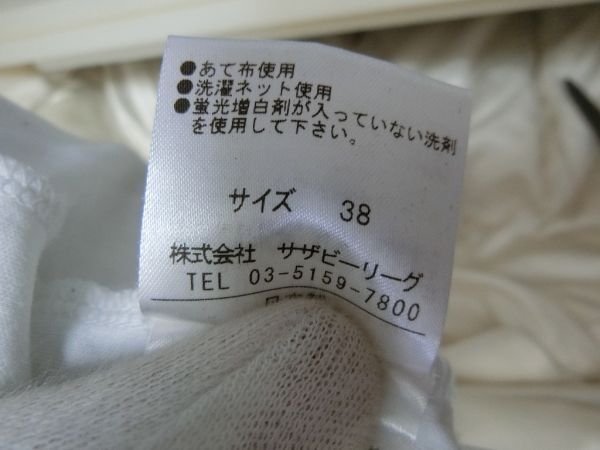 ●あて布使用
●洗濯ネット使用
●蛍光増白剤が入っていない洗剤
を使用して下さい。
サイズ 38
株式会社 サザビーリーグ
TEL 03-5159-7800